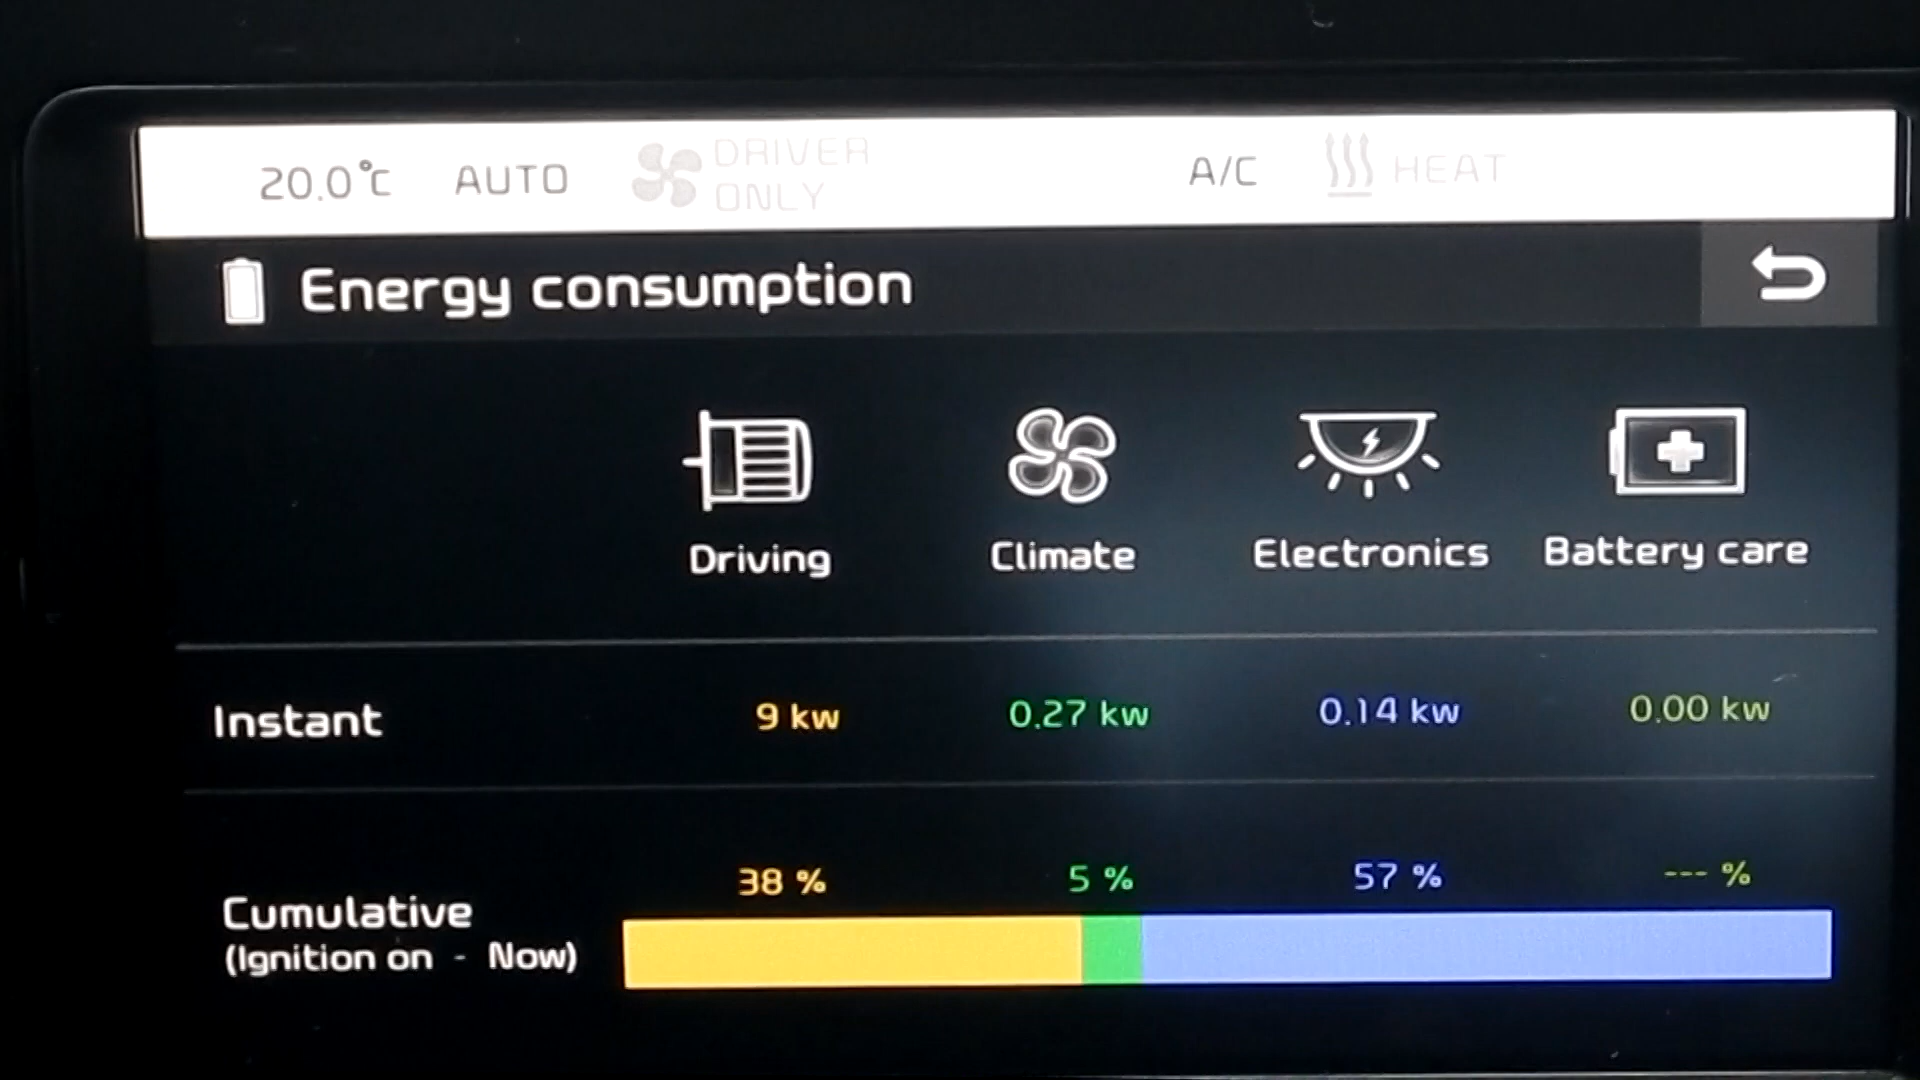 20.0°C AUTO DRIVER ONLY A/C HEAT
Energy consumption
Driving Climate Electronics Battery care
Instant 9 kw 0.27 kw 0.14 kw 0.00 kw
38 % 5 % 57 % --- %
Cumulative
(Ignition on - Now)